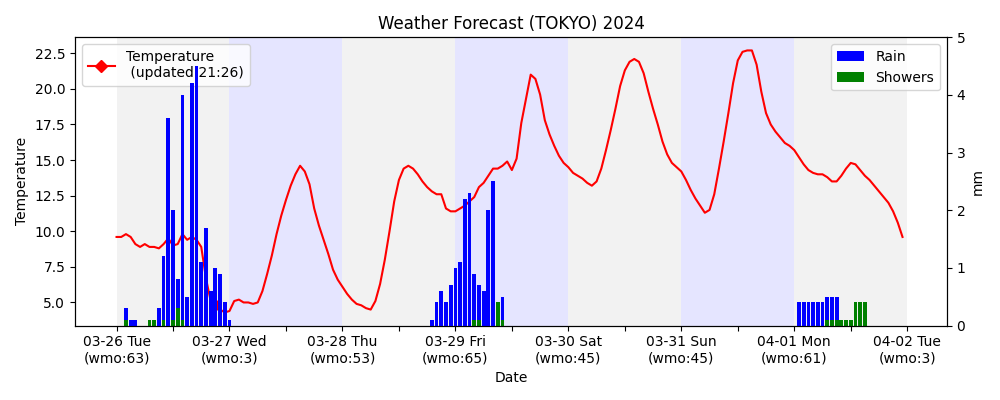 Weather Forecast (TOKYO) 2024
Temperature
(updated 21:26)
Rain
Showers
22.5
20.0
17.5
15.0
12.5
10.0
7.5
5.0
Temperature
5
4
3
2
1
0
mm
03-26 Tue
(wmo:63)
03-27 Wed
(wmo:3)
03-28 Thu
(wmo:53)
03-29 Fri
(wmo:65)
03-30 Sat
(wmo:45)
03-31 Sun
(wmo:45)
04-01 Mon
(wmo:61)
04-02 Tue
(wmo:3)
Date